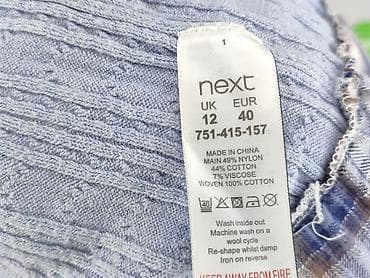 1
next
UK EUR
12 40
751-415-157
MADE IN CHINA
MAIN 49% NYLON
44% COTTON
7% VISCOSE
WOVEN 100% COTTON
40
Wash inside out
Machine wash on a
wool cycle
Re-shape whilst damp
Iron on reverse
KEEP AWAY FROM FIRE